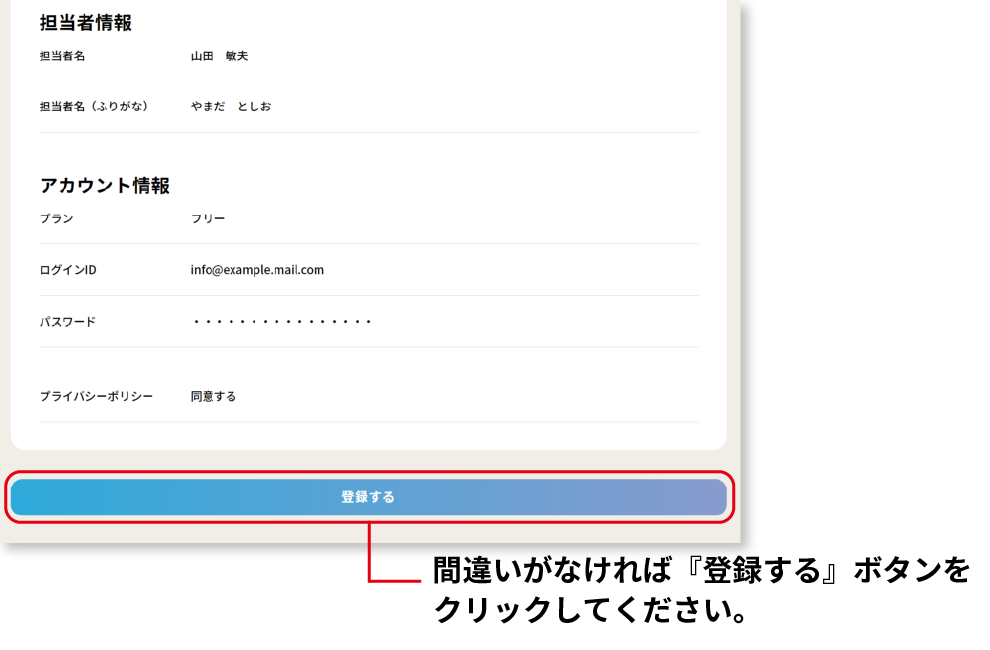 担当者情報
担当者名 山田　敏夫
担当者名（ふりがな） やまだ　としお
アカウント情報
プラン フリー
ログインID info@example.mail.com
パスワード ・・・・・・・・・・・・・・・・
プライバシーポリシー 同意する
登録する
間違いがなければ『登録する』ボタンを
クリックしてください。